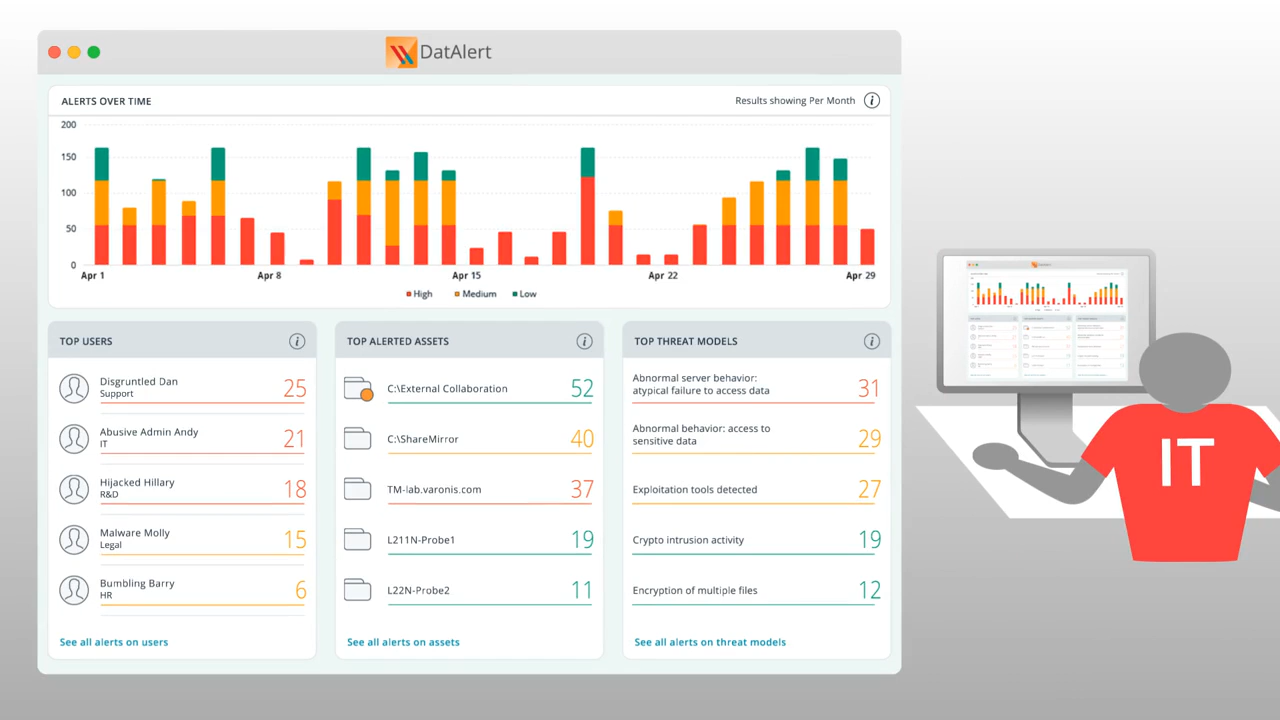 DatAlert
ALERTS OVER TIME
Results showing Per Month
i
200
150
100
50
0
Apr 1
Apr 8
Apr 15
Apr 22
Apr 29
High
Medium
Low
TOP USERS
i
Disgruntled Dan
Support
25
Abusive Admin Andy
IT
21
Hijacked Hillary
R&D
18
Malware Molly
Legal
15
Bumbling Barry
HR
6
See all alerts on users
TOP ALERTED ASSETS
i
C:\External Collaboration
52
C:\ShareMirror
40
TM-lab.varonis.com
37
L211N-Probe1
19
L22N-Probe2
11
See all alerts on assets
TOP THREAT MODELS
i
Abnormal server behavior:
atypical failure to access data
31
Abnormal behavior: access to
sensitive data
29
Exploitation tools detected
27
Crypto intrusion activity
19
Encryption of multiple files
12
See all alerts on threat models
IT